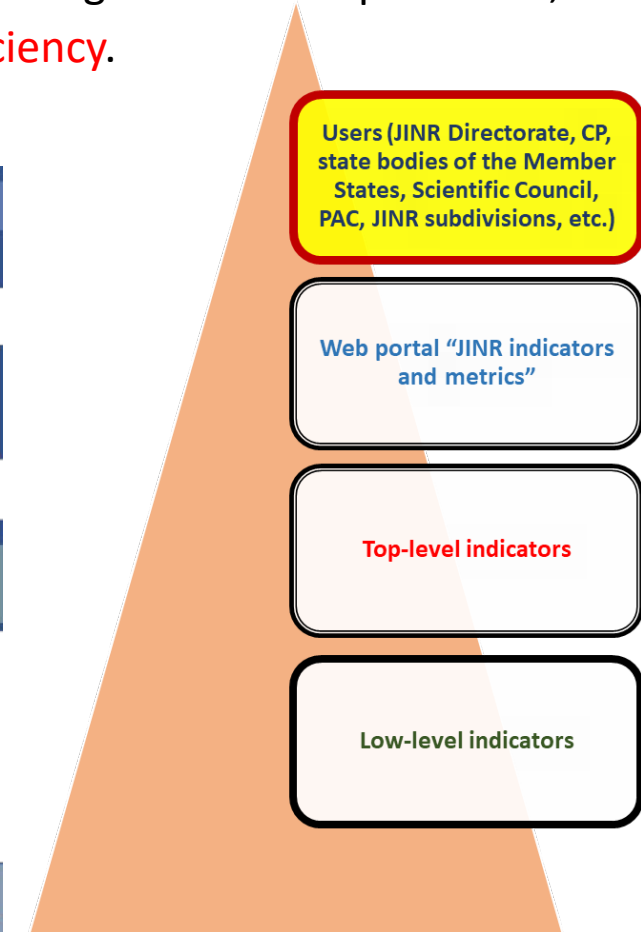 ciency.
Users (JINR Directorate, CP,
state bodies of the Member
States, Scientific Council,
PAC, JINR subdivisions, etc.)
Web portal “JINR indicators
and metrics”
Top-level indicators
Low-level indicators